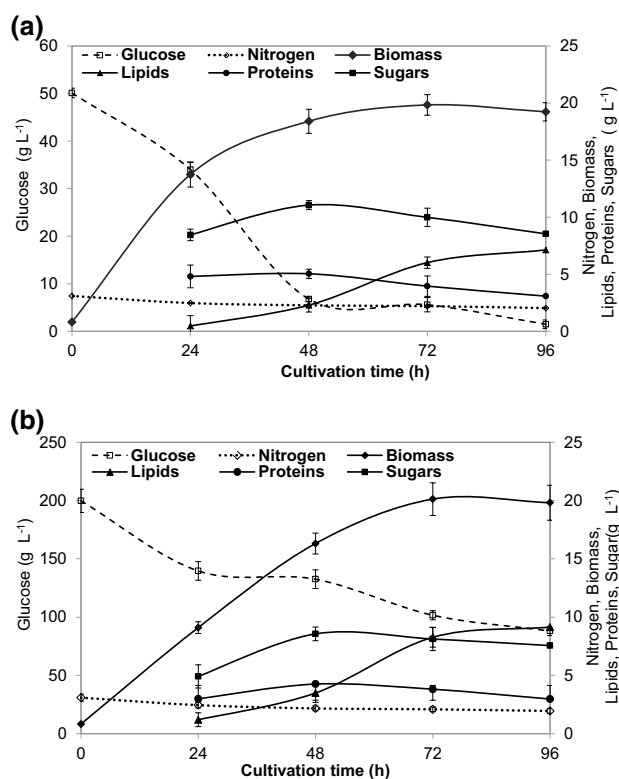 (a)
Glucose Nitrogen Biomass
Lipids Proteins Sugars
60
50
40
30
20
10
0
Glucose (g L-1)
25
20
15
10
5
0
Nitrogen, Biomass,
Lipids, Proteins, Sugars ( g L-1)
0 24 48 72 96
Cultivation time (h)
(b)
Glucose Nitrogen Biomass
Lipids Proteins Sugars
250
200
150
100
50
0
Glucose (g L-1)
25
20
15
10
5
0
Nitrogen, Biomass,
Lipids, Proteins, Sugar(g L-1)
0 24 48 72 96
Cultivation time (h)